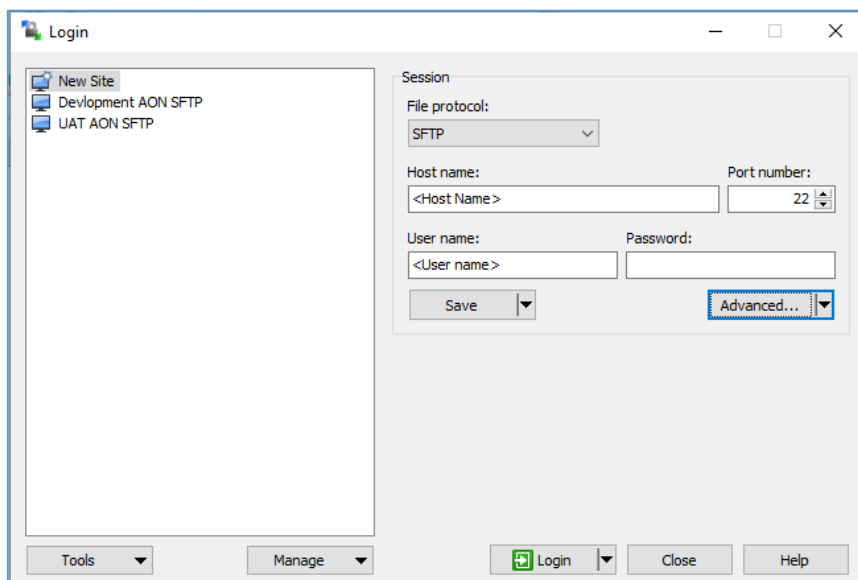 Login
New Site
Devlopment AON SFTP
UAT AON SFTP
Session
File protocol:
SFTP
Host name: Port number:
<Host Name> 22
User name: Password:
<User name>
Save Advanced...
Tools Manage Login Close Help